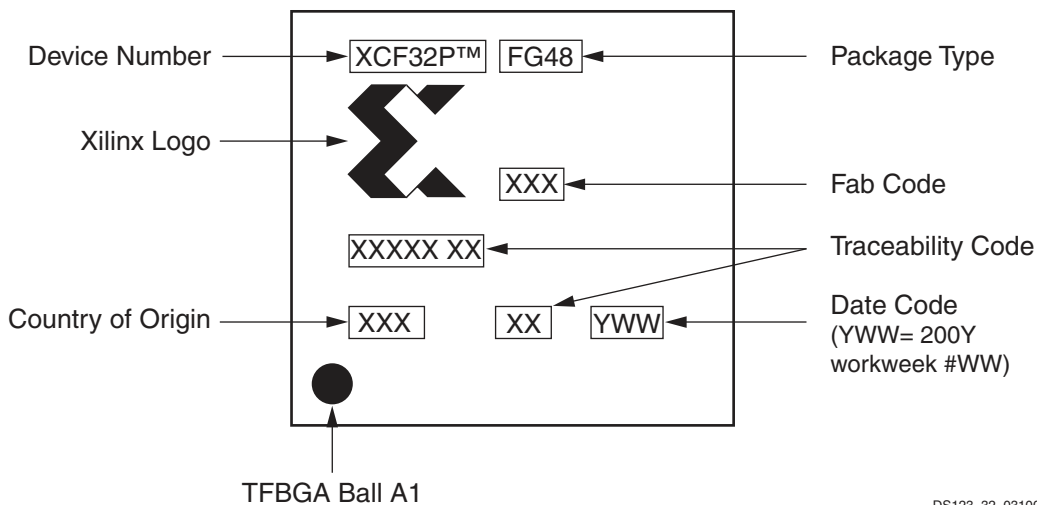 Device Number
XCF32P™
FG48
Package Type
Xilinx Logo
XXX
Fab Code
XXXXX XX
Traceability Code
Country of Origin
XXX
XX
YWW
Date Code
(YWW= 200Y
workweek #WW)
TFBGA Ball A1